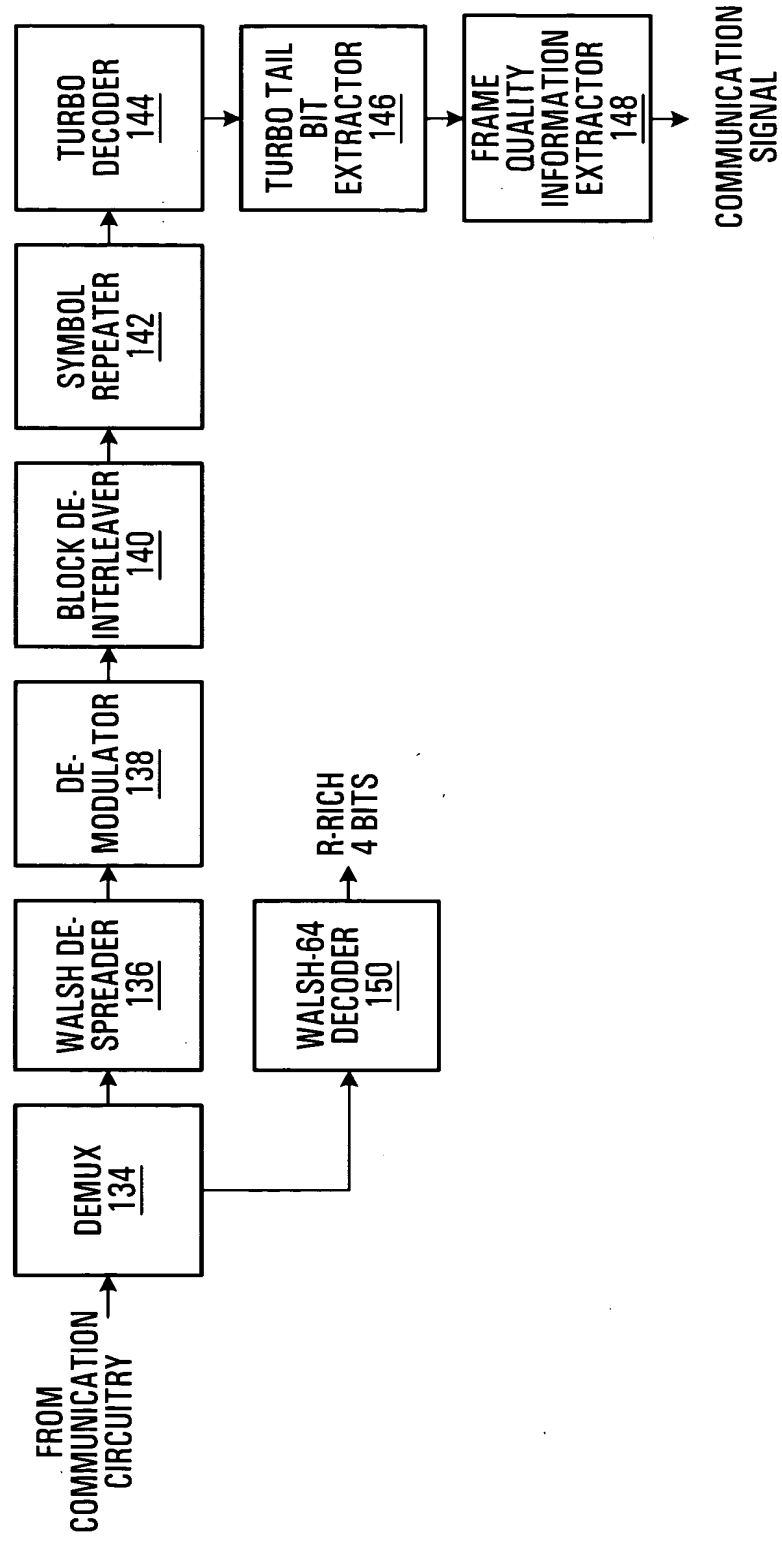 FROM
COMMUNICATION
CIRCUITRY
DEMUX
134
WALSH DE-
SPREADER
136
DE-
MODULATOR
138
BLOCK DE-
INTERLEAVER
140
SYMBOL
REPEATER
142
TURBO
DECODER
144
TURBO TAIL
BIT
EXTRACTOR
146
FRAME
QUALITY
INFORMATION
EXTRACTOR
148
COMMUNICATION
SIGNAL
WALSH-64
DECODER
150
R-RICH
4 BITS